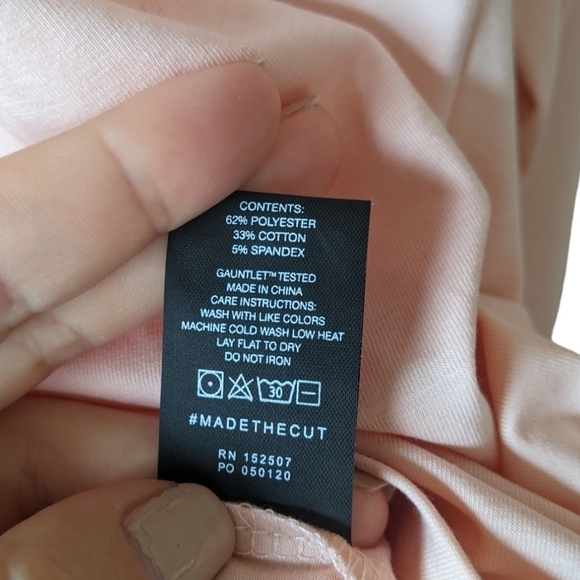 CONTENTS:
62% POLYESTER
33% COTTON
5% SPANDEX
GAUNTLET™ TESTED
MADE IN CHINA
CARE INSTRUCTIONS:
WASH WITH LIKE COLORS
MACHINE COLD WASH LOW HEAT
LAY FLAT TO DRY
DO NOT IRON
30
#MADETHECUT
RN 152507
PO 050120